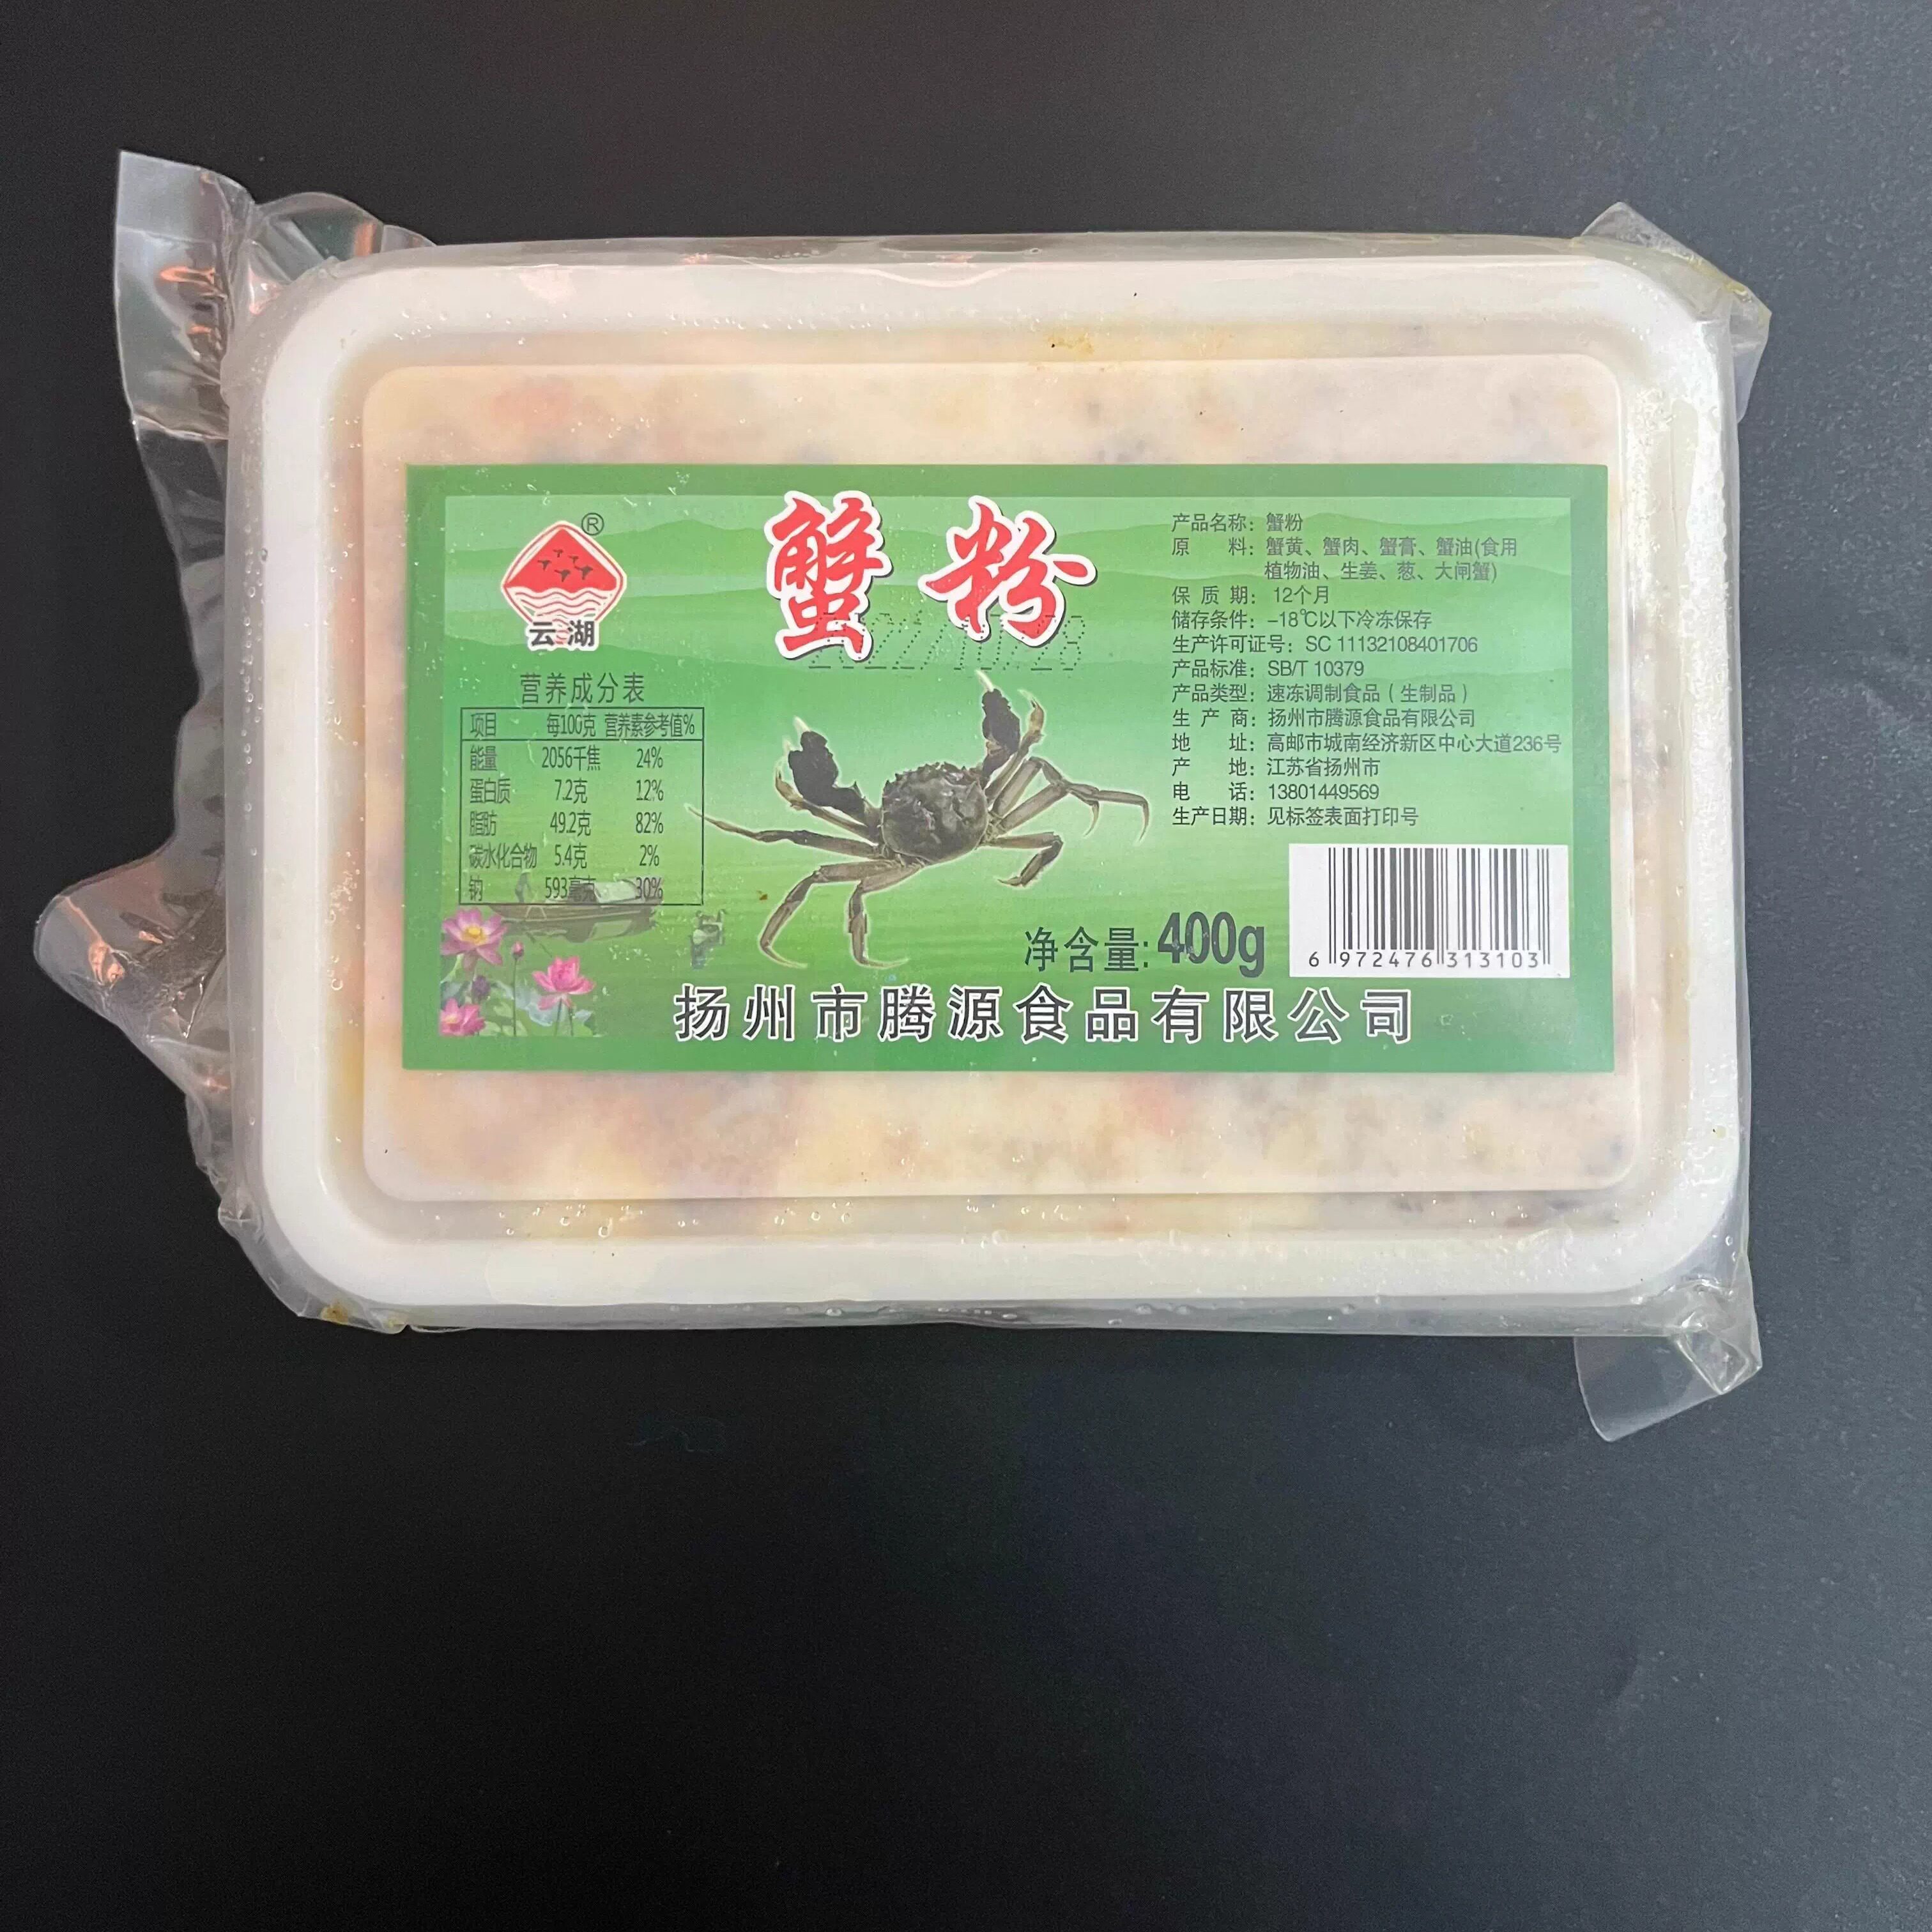 ®
云湖
蟹粉
产品名称：蟹粉
原 料：蟹黄、蟹肉、蟹膏、蟹油(食用
植物油、生姜、葱、大闸蟹)
保 质 期：12个月
储存条件：-18℃以下冷冻保存
生产许可证号：SC 11132108401706
产品标准：SB/T 10379
产品类型：速冻调制食品（生制品）
生 产 商：扬州市腾源食品有限公司
地 址：高邮市城南经济新区中心大道236号
产 地：江苏省扬州市
电 话：13801449569
生产日期：见标签表面打印号
营养成分表
项目 每100克 营养素参考值%
能量 2056千焦 24%
蛋白质 7.2克 12%
脂肪 49.2克 82%
碳水化合物 5.4克 2%
钠 593毫克 30%
净含量:400g
6 972476 313103
扬州市腾源食品有限公司